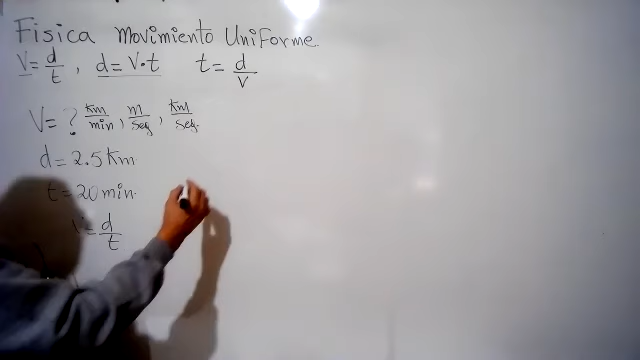 Fisica Movimiento Uniforme.
V = d/t , d = V•t t = d/v
V = ? Km/min , m/seg , Km/seg.
d = 2.5 Km
t = 20 min.
V = d/t